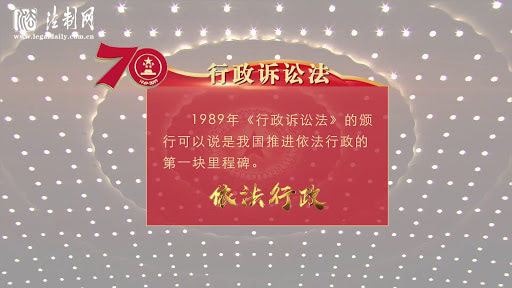 法制网
www.legaldaily.com.cn
70
行政诉讼法
1989年《行政诉讼法》的颁
行可以说是我国推进依法行政的
第一块里程碑。
依法行政